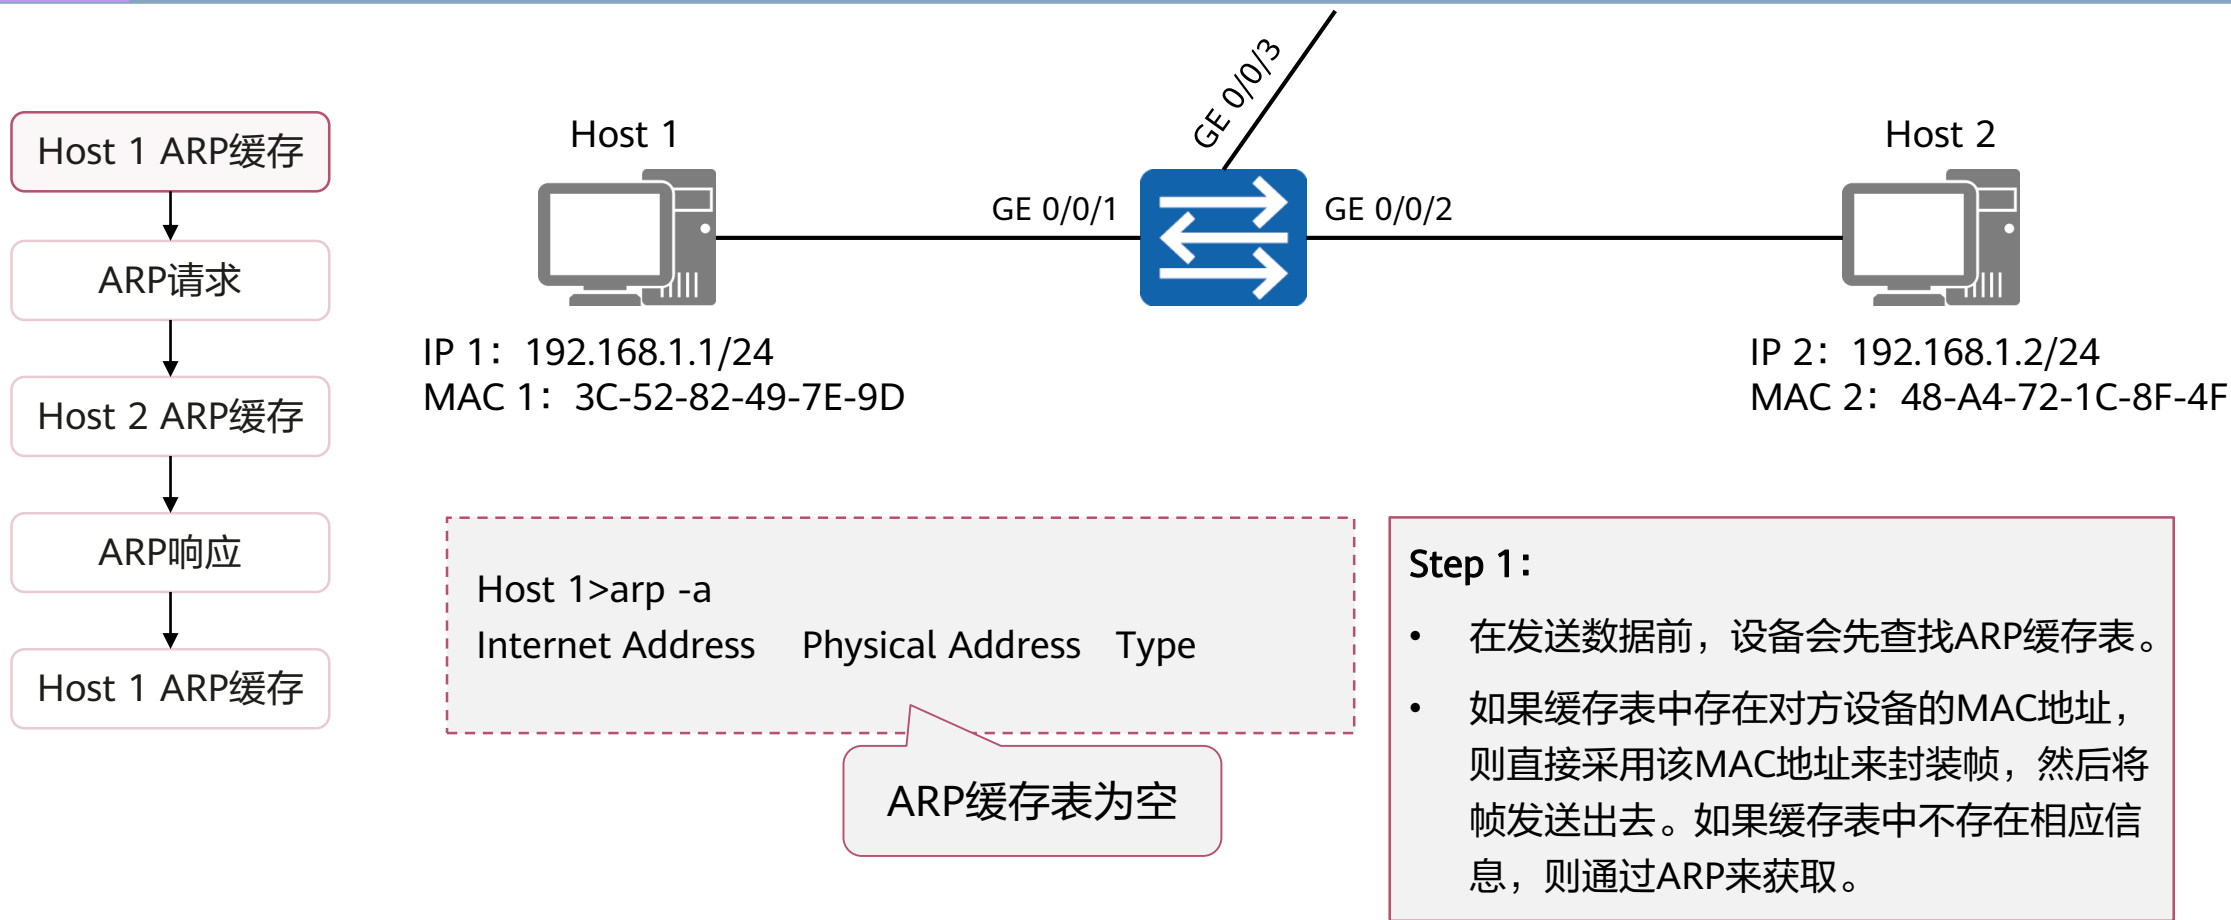 Host 1 ARP缓存
ARP请求
Host 2 ARP缓存
ARP响应
Host 1 ARP缓存
GE 0/0/3
Host 1
Host 2
GE 0/0/1
GE 0/0/2
IP 1：192.168.1.1/24
MAC 1：3C-52-82-49-7E-9D
IP 2：192.168.1.2/24
MAC 2：48-A4-72-1C-8F-4F
Host 1>arp -a
Internet Address Physical Address Type
ARP缓存表为空
Step 1：
• 在发送数据前，设备会先查找ARP缓存表。
• 如果缓存表中存在对方设备的MAC地址，
则直接采用该MAC地址来封装帧，然后将
帧发送出去。如果缓存表中不存在相应信
息，则通过ARP来获取。